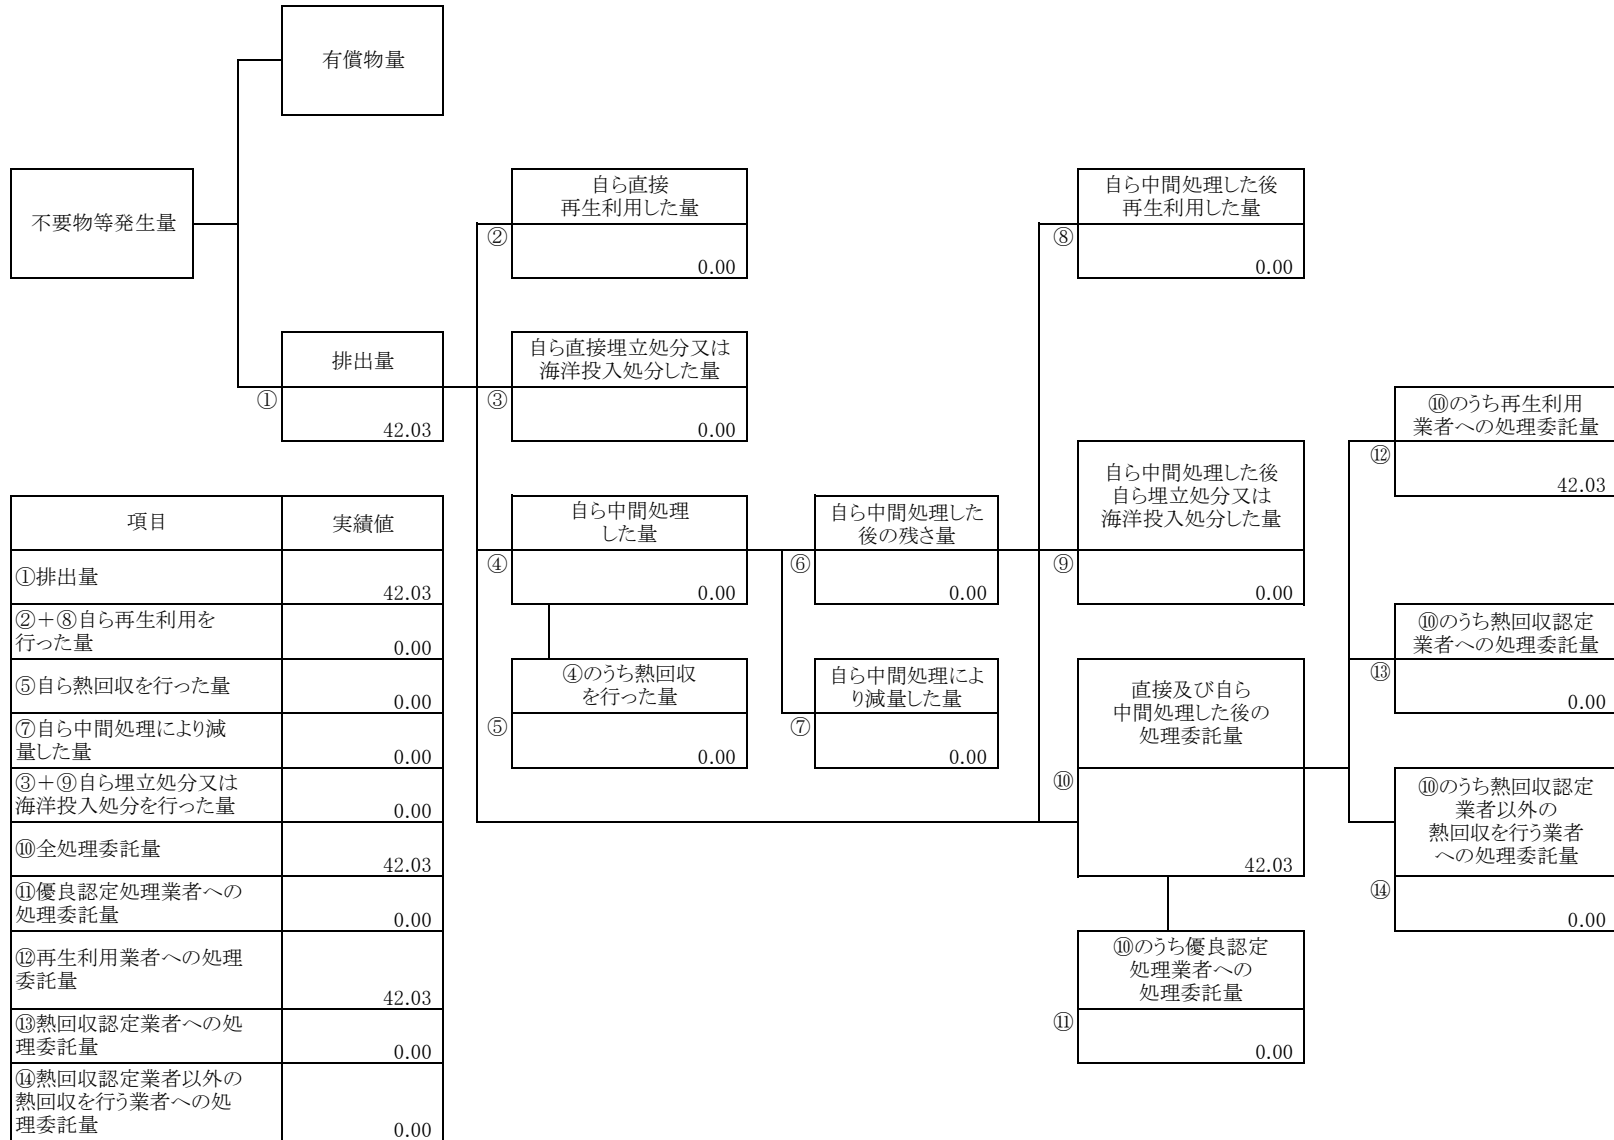 有償物量
不要物等発生量
排出量
①
42.03
自ら直接
再生利用した量
②
0.00
自ら直接埋立処分又は
海洋投入処分した量
③
0.00
自ら中間処理
した量
④
0.00
④のうち熱回収
を行った量
⑤
0.00
自ら中間処理した
後の残さ量
⑥
0.00
自ら中間処理によ
り減量した量
⑦
0.00
自ら中間処理した後
再生利用した量
⑧
0.00
自ら中間処理した後
自ら埋立処分又は
海洋投入処分した量
⑨
0.00
直接及び自ら
中間処理した後の
処理委託量
⑩
42.03
⑩のうち優良認定
処理業者への
処理委託量
⑪
0.00
⑩のうち再生利用
業者への処理委託量
⑫
42.03
⑩のうち熱回収認定
業者への処理委託量
⑬
0.00
⑩のうち熱回収認定
業者以外の
熱回収を行う業者
への処理委託量
⑭
0.00
項目 実績値
①排出量
42.03
②＋⑧自ら再生利用を
行った量
0.00
⑤自ら熱回収を行った量
0.00
⑦自ら中間処理により減
量した量
0.00
③＋⑨自ら埋立処分又は
海洋投入処分を行った量
0.00
⑩全処理委託量
42.03
⑪優良認定処理業者への
処理委託量
0.00
⑫再生利用業者への処理
委託量
42.03
⑬熱回収認定業者への処
理委託量
0.00
⑭熱回収認定業者以外の
熱回収を行う業者への処
理委託量
0.00